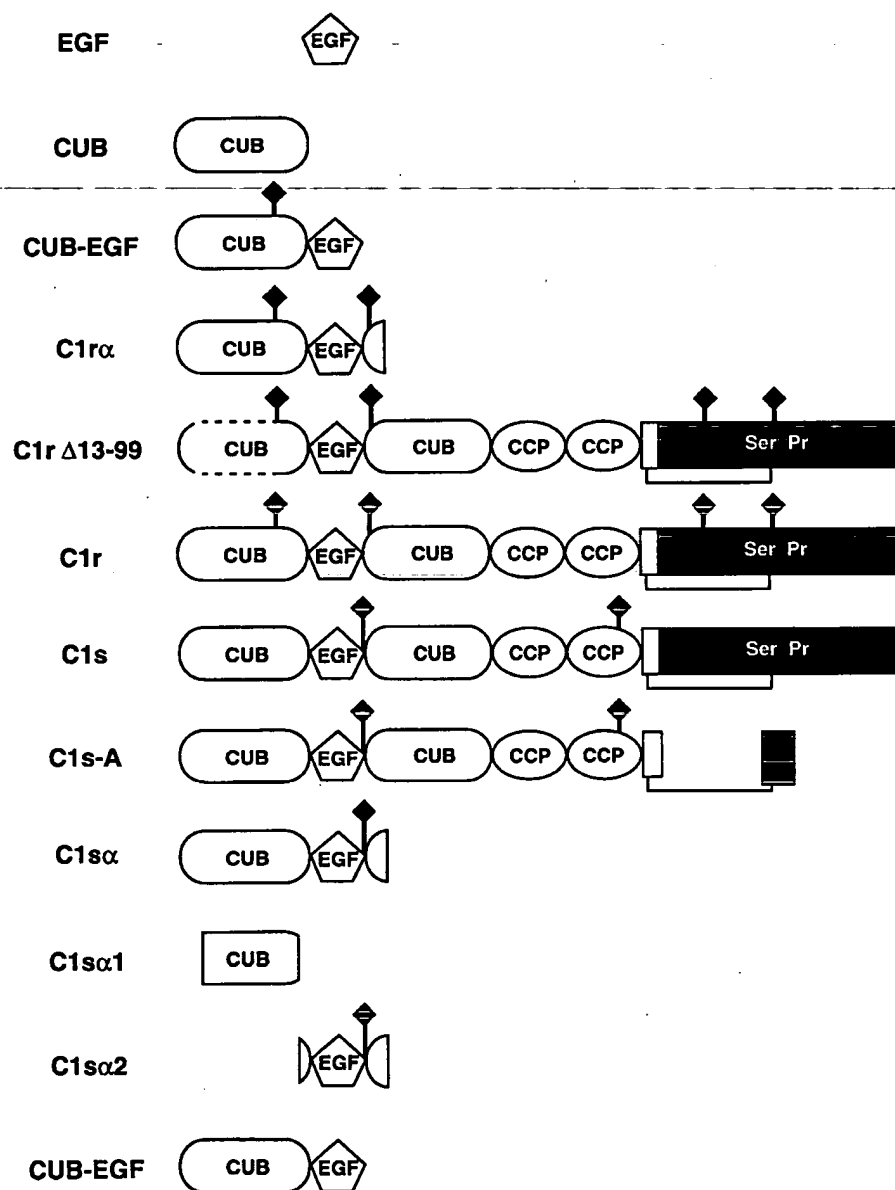 EGF EGF
CUB CUB
CUB-EGF CUB EGF
C1rα CUB EGF
C1r Δ13-99 CUB EGF CUB CCP CCP Ser Pr
C1r CUB EGF CUB CCP CCP Ser Pr
C1s CUB EGF CUB CCP CCP Ser Pr
C1s-A CUB EGF CUB CCP CCP
C1sα CUB EGF
C1sα1 CUB
C1sα2 EGF
CUB-EGF CUB EGF